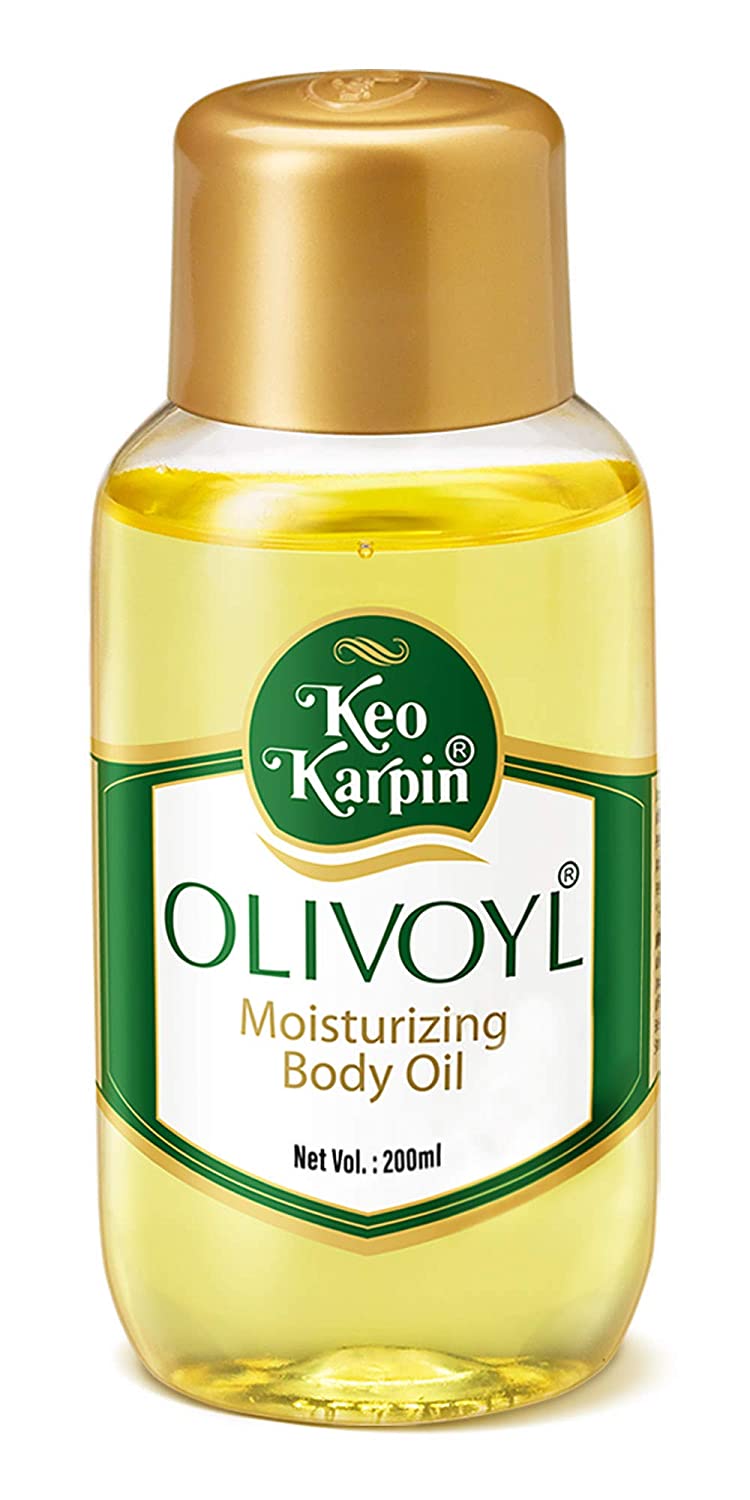 Keo
Karpin®
OLIVOYL®
Moisturizing
Body Oil
Net Vol. : 200ml